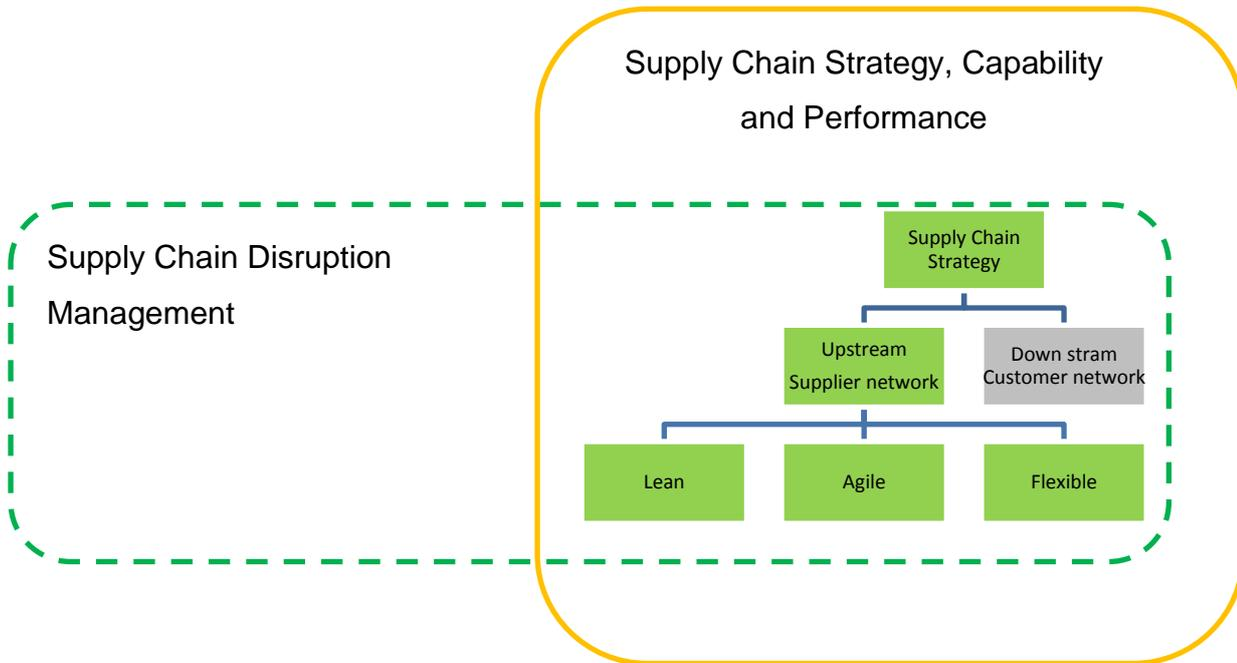 Supply Chain Strategy, Capability
and Performance
Supply Chain Disruption
Management
Supply Chain
Strategy
Upstream
Supplier network
Down stram
Customer network
Lean
Agile
Flexible